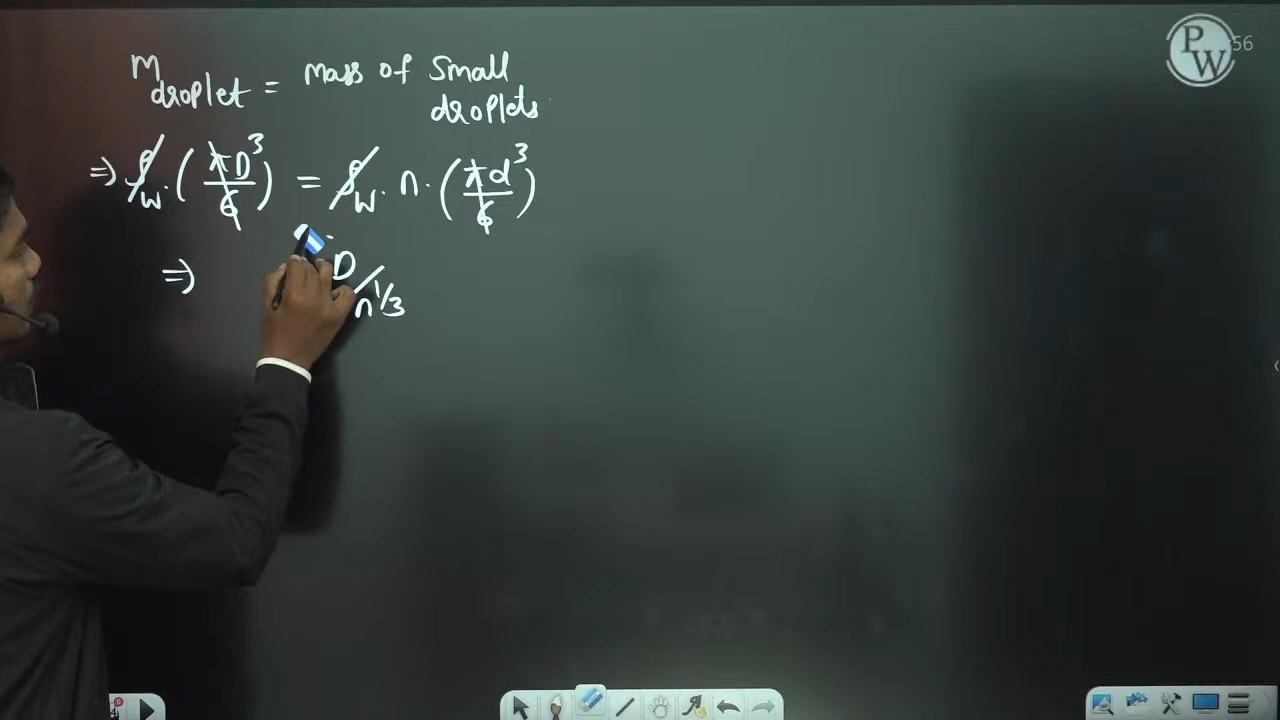 m droplet = mass of small
droplets
⇒ ρw · (πD³/6) = ρw · n · (πd³/6)
⇒ D/n^1/3
PW 56